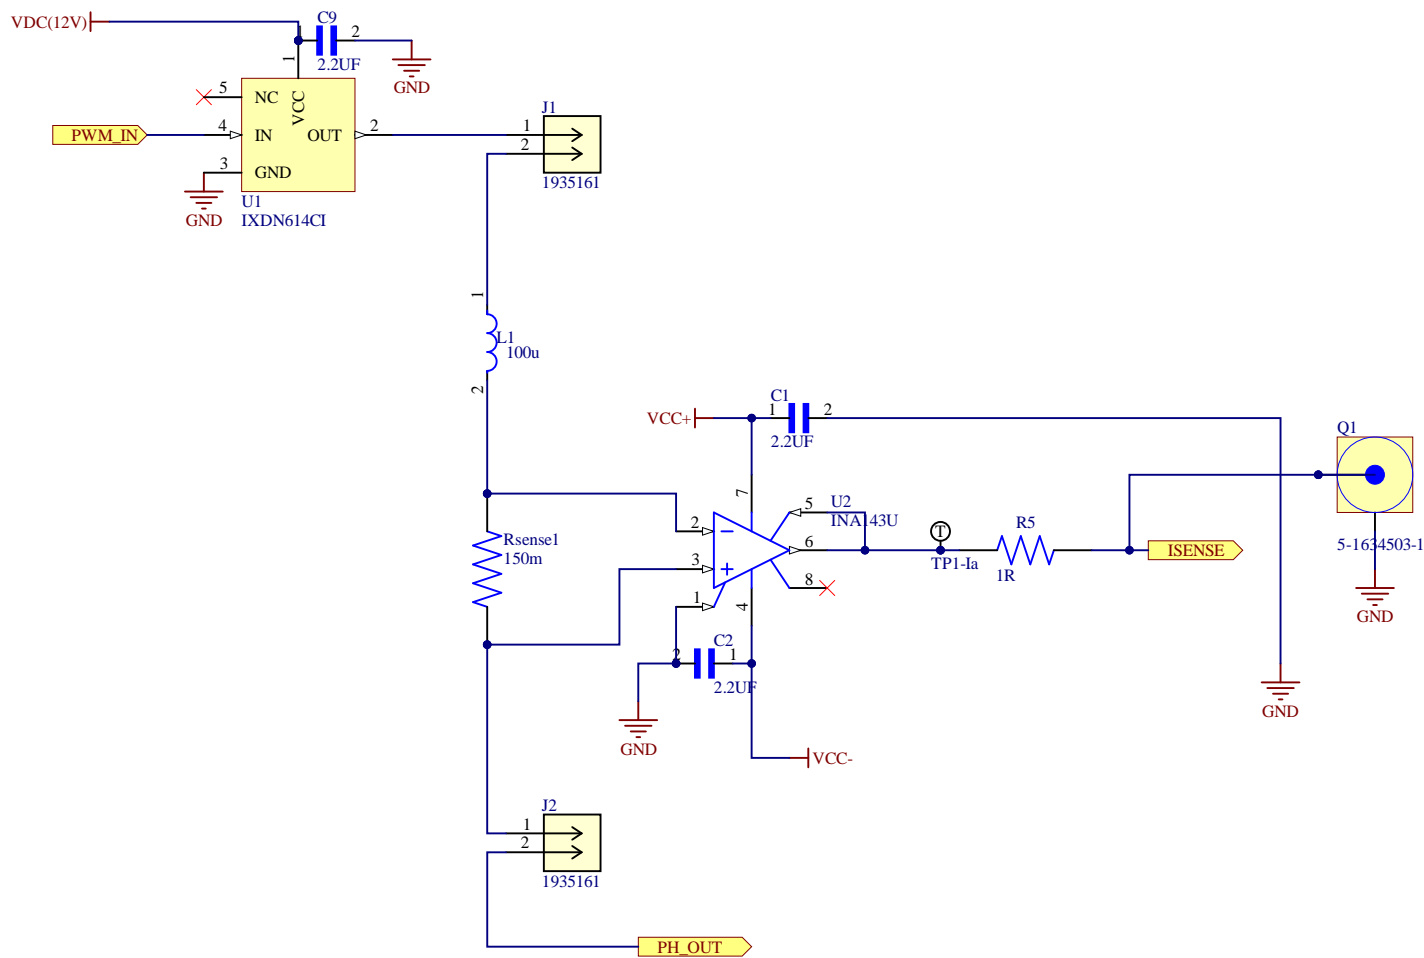 VDC(12V)
C9
2
1
2.2UF
GND
5
NC
VCC
PWM_IN
4
IN
OUT
2
3
GND
GND
U1
IXDN614CI
J1
1
2
1935161
1
L1
100u
2
VCC+
C1
1
2
2.2UF
Q1
5-1634503-1
GND
7
5
U2
INA143U
2
6
3
8
1
4
Rsense1
150m
T
TP1-Ia
R5
1R
ISENSE
C2
2
1
2.2UF
GND
GND
VCC-
J2
1
2
1935161
PH_OUT